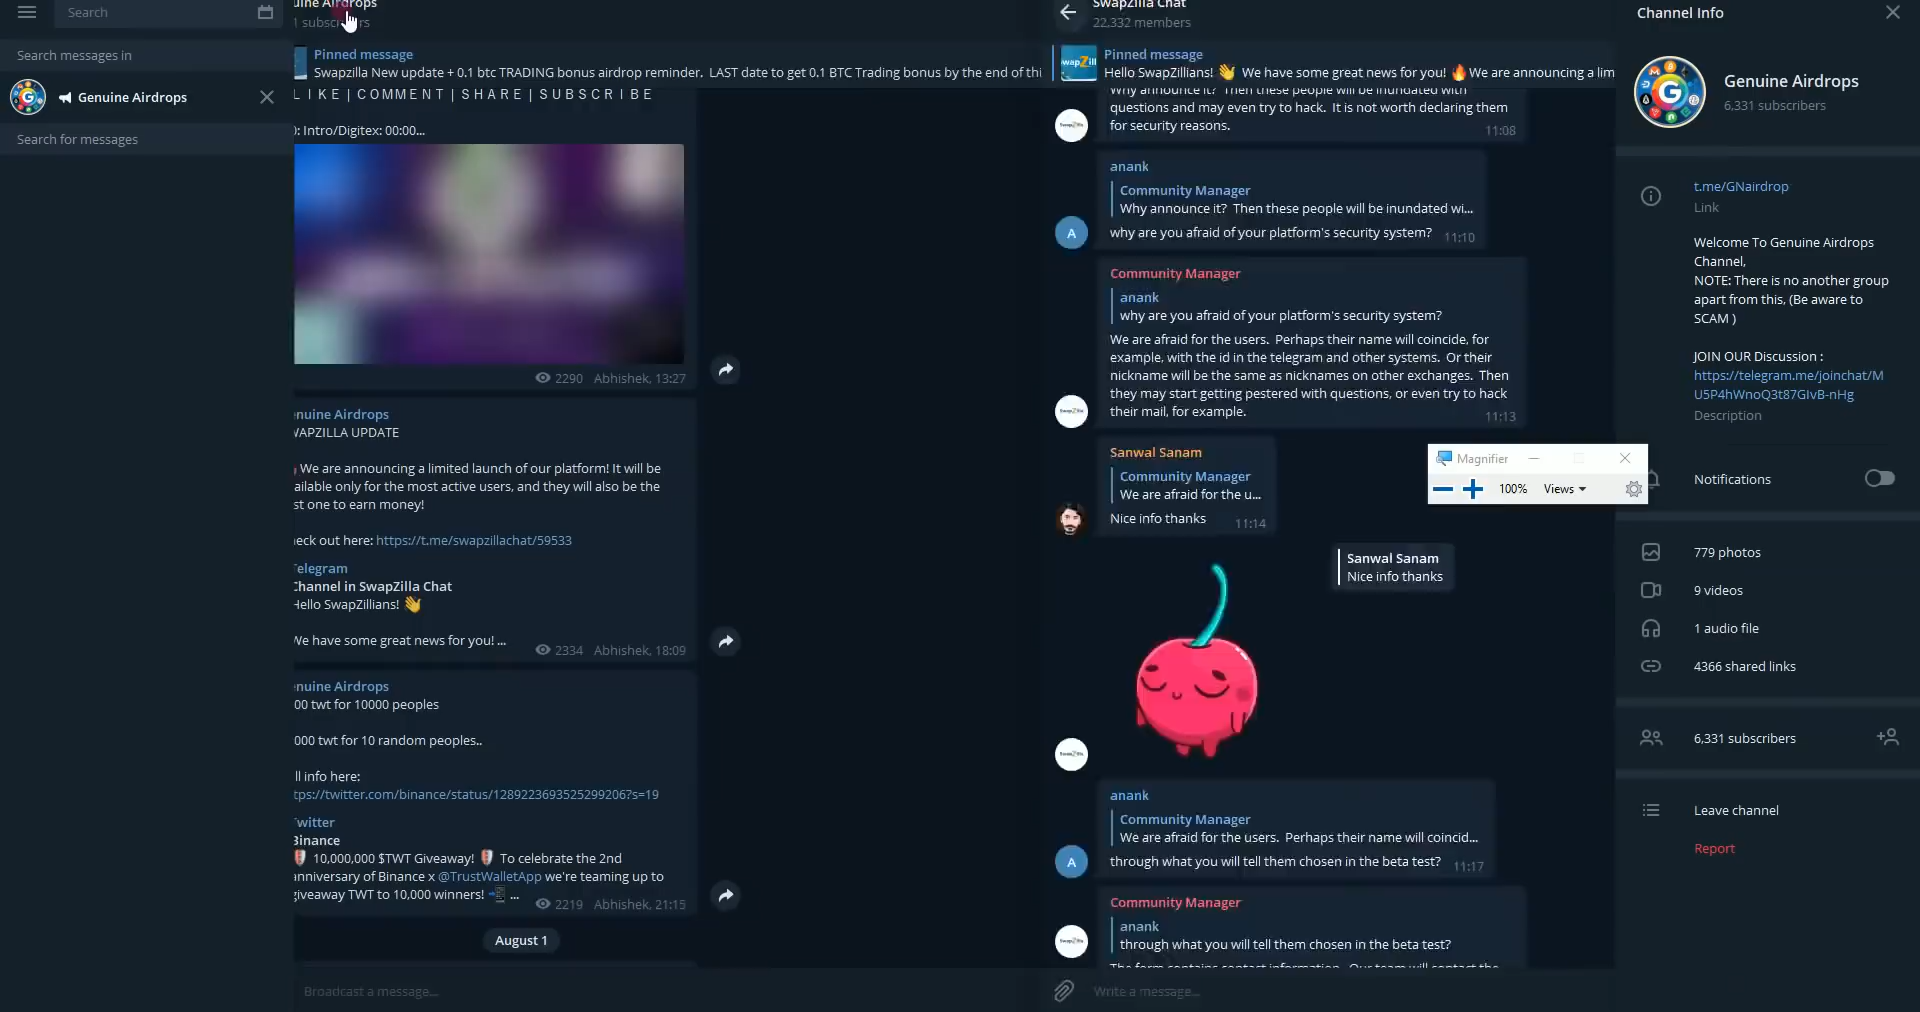 Search
Search messages in
Genuine Airdrops
Search for messages
uine Airdrops
1 subscribers
Pinned message
Swapzilla New update + 0.1 btc TRADING bonus airdrop reminder. LAST date to get 0.1 BTC Trading bonus by the end of thi
L I K E | C O M M E N T | S H A R E | S U B S C R I B E
0: Intro/Digitex: 00:00...
2290 Abhishek, 13:27
enuine Airdrops
WAPZILLA UPDATE
We are announcing a limited launch of our platform! It will be
ailable only for the most active users, and they will also be the
st one to earn money!
eck out here: https://t.me/swapzillachat/59533
Telegram
Channel in SwapZilla Chat
Hello SwapZillians! 👋
We have some great news for you! ...
2334 Abhishek, 18:09
enuine Airdrops
00 twt for 10000 peoples
000 twt for 10 random peoples..
ll info here:
tps://twitter.com/binance/status/1289223693525299206?s=19
Twitter
Binance
10,000,000 $TWT Giveaway! To celebrate the 2nd
anniversary of Binance x @TrustWalletApp we're teaming up to
giveaway TWT to 10,000 winners! 📲 ...
2219 Abhishek, 21:15
August 1
Broadcast a message...
SwapZilla Chat
22,332 members
Pinned message
Hello SwapZillians! 👋 We have some great news for you! 🔥We are announcing a lim
Why announce it? Then these people will be inundated with
questions and may even try to hack. It is not worth declaring them
for security reasons.
11:08
anank
Community Manager
Why announce it? Then these people will be inundated wi...
why are you afraid of your platform's security system?
11:10
Community Manager
anank
why are you afraid of your platform's security system?
We are afraid for the users. Perhaps their name will coincide, for
example, with the id in the telegram and other systems. Or their
nickname will be the same as nicknames on other exchanges. Then
they may start getting pestered with questions, or even try to hack
their mail, for example.
11:13
Sanwal Sanam
Community Manager
We are afraid for the u...
Nice info thanks
11:14
Sanwal Sanam
Nice info thanks
anank
Community Manager
We are afraid for the users. Perhaps their name will coincid...
through what you will tell them chosen in the beta test?
11:17
Community Manager
anank
through what you will tell them chosen in the beta test?
The form contains contact information. Our team will contact the
Write a message...
Magnifier
100%
Views
Channel Info
Genuine Airdrops
6,331 subscribers
t.me/GNairdrop
Link
Welcome To Genuine Airdrops
Channel,
NOTE: There is no another group
apart from this, (Be aware to
SCAM )
JOIN OUR Discussion :
https://telegram.me/joinchat/M
U5P4hWnoQ3t87GIvB-nHg
Description
Notifications
779 photos
9 videos
1 audio file
4366 shared links
6,331 subscribers
Leave channel
Report